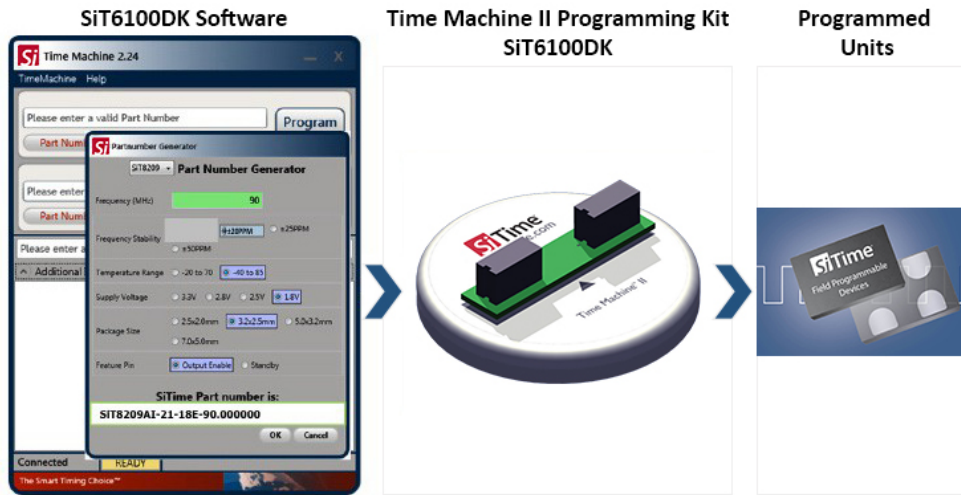 SiT6100DK Software
Time Machine II Programming Kit
SiT6100DK
Programmed
Units
Si Time Machine 2.24
TimeMachine Help
Please enter a valid Part Number
Program
Part Num
Please enter
Part Num
Please enter a
Additional
Si Partnumber Generator
SiT8209 Part Number Generator
Frequency (MHz) 90
Frequency Stability ±20PPM ±25PPM
±50PPM
Temperature Range -20 to 70 -40 to 85
Supply Voltage 3.3V 2.8V 2.5V 1.8V
Package Size 2.5x2.0mm 3.2x2.5mm 5.0x3.2mm
7.0x5.0mm
Feature Pin Output Enable Standby
SiTime Part number is:
SIT8209AI-21-18E-90.000000
OK Cancel
Connected READY
The Smart Timing Choice™
SiTime
e.com
Time Machine™ II
SiTime
Field Programmable
Devices